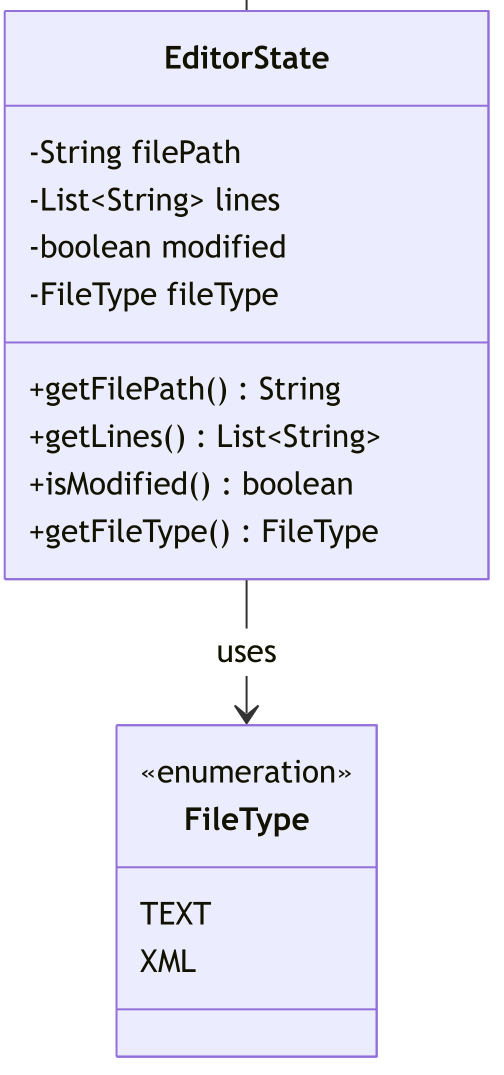 EditorState
-String filePath
-List<String> lines
-boolean modified
-FileType fileType
+getFilePath() : String
+getLines() : List<String>
+isModified() : boolean
+getFileType() : FileType
uses
«enumeration»
FileType
TEXT
XML